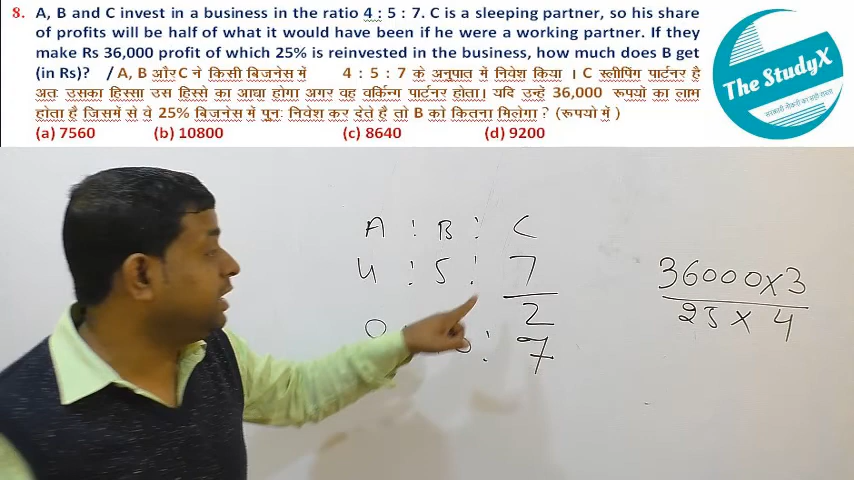 8. A, B and C invest in a business in the ratio 4 : 5 : 7. C is a sleeping partner, so his share
of profits will be half of what it would have been if he were a working partner. If they
make Rs 36,000 profit of which 25% is reinvested in the business, how much does B get
(in Rs)? / A, B और C ने किसी बिजनेस में 4 : 5 : 7 के अनुपात में निवेश किया । C स्लीपिंग पार्टनर है
अतः उसका हिस्सा उस हिस्से का आधा होगा अगर वह वर्किन्ग पार्टनर होता। यदि उन्हें 36,000 रुपयों का लाभ
होता है जिसमें से वे 25% बिजनेस में पुनः निवेश कर देते है तो B को कितना मिलेगा ? (रूपयो में )
(a) 7560 (b) 10800 (c) 8640 (d) 9200
The StudyX
A : B : C
4 : 5 : 7
2
: 7
36000x3
25 x 4